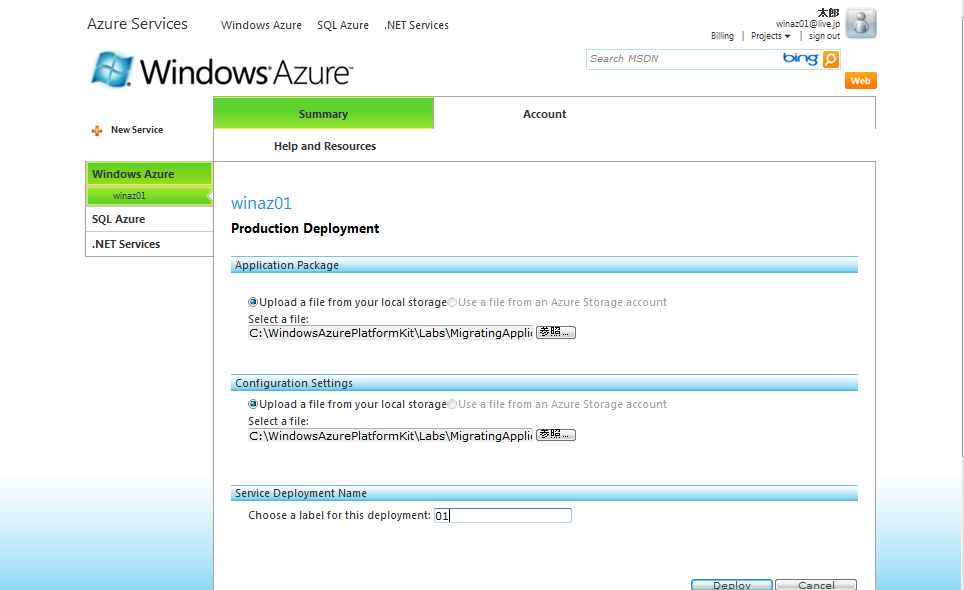 Azure Services
Windows Azure SQL Azure .NET Services
太郎
winaz01@live.jp
Billing | Projects | sign out
Windows Azure™
Search MSDN bing
Web
Summary Account
New Service
Help and Resources
Windows Azure
winaz01
SQL Azure
.NET Services
winaz01
Production Deployment
Application Package
Upload a file from your local storage Use a file from an Azure Storage account
Select a file:
C:\WindowsAzurePlatformKit\Labs\MigratingApplic 参照...
Configuration Settings
Upload a file from your local storage Use a file from an Azure Storage account
Select a file:
C:\WindowsAzurePlatformKit\Labs\MigratingApplic 参照...
Service Deployment Name
Choose a label for this deployment: 01
Deploy Cancel